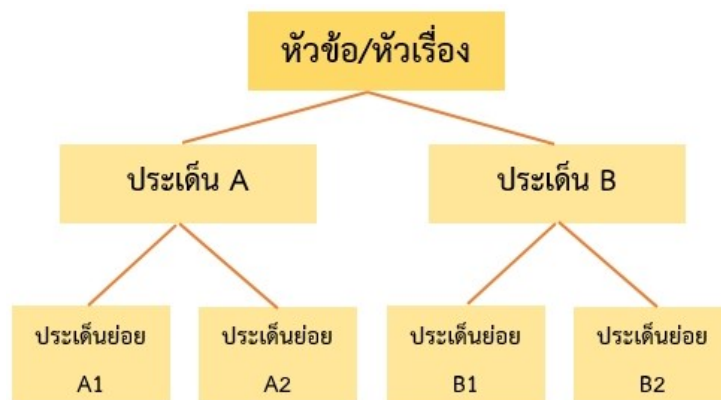 หัวข้อ/หัวเรื่อง
ประเด็น A
ประเด็น B
ประเด็นย่อย
A1
ประเด็นย่อย
A2
ประเด็นย่อย
B1
ประเด็นย่อย
B2